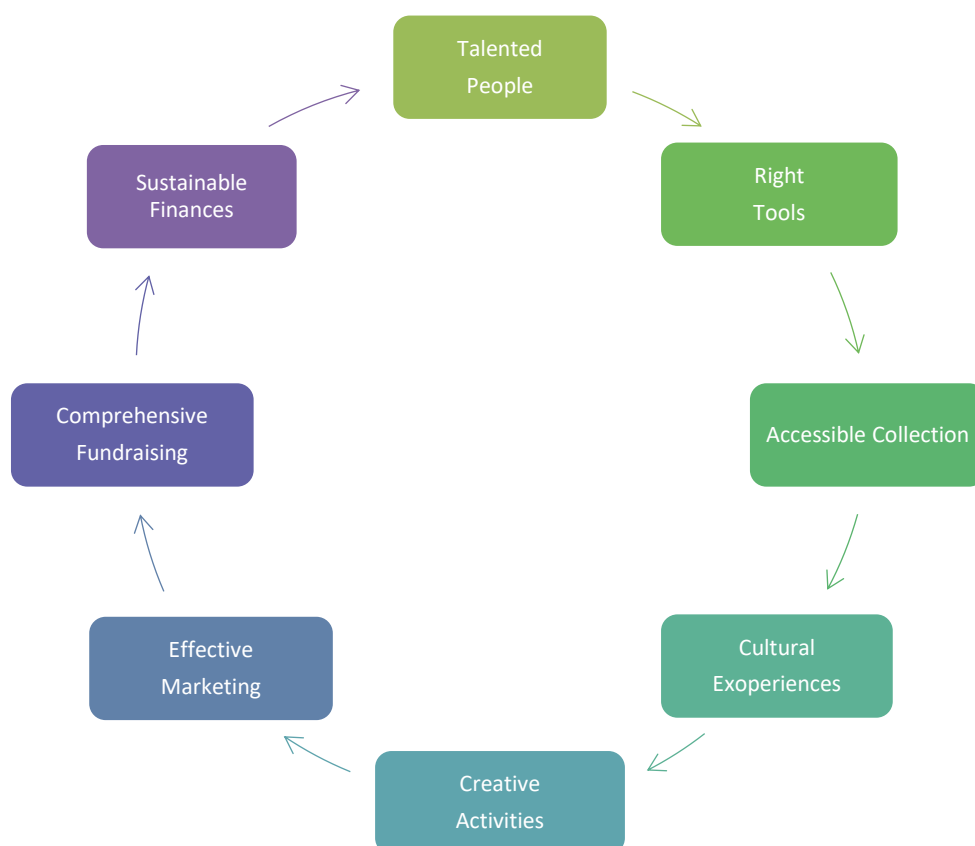 Talented
People
Right
Tools
Accessible Collection
Cultural
Exoperiences
Creative
Activities
Effective
Marketing
Comprehensive
Fundraising
Sustainable
Finances